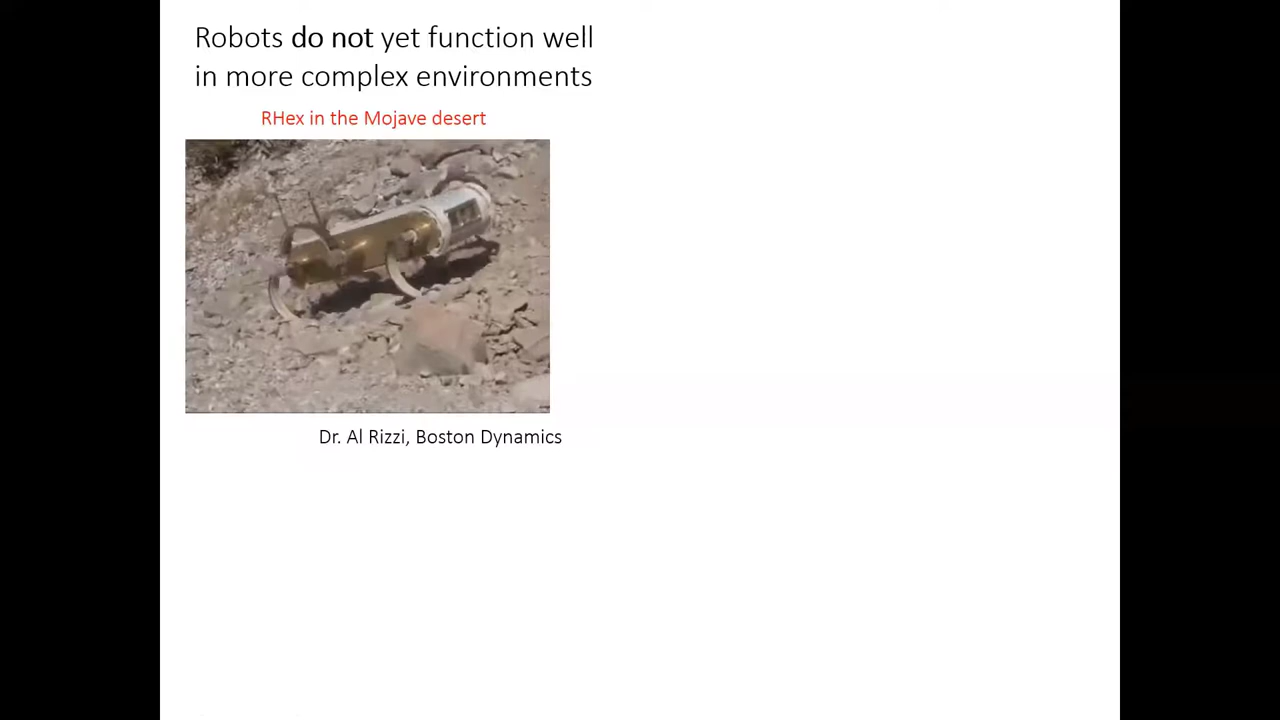 Robots do not yet function well
in more complex environments
RHex in the Mojave desert
Dr. Al Rizzi, Boston Dynamics